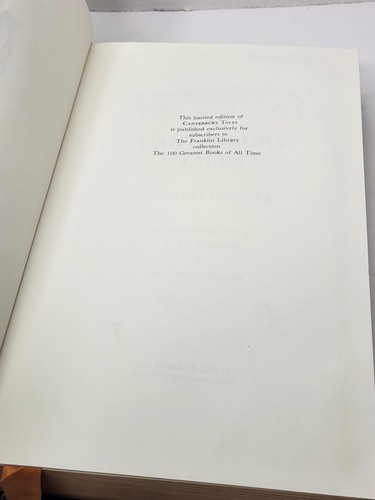 This limited edition of
CANTERBURY TALES
is published exclusively for
subscribers to
The Franklin Library
collection
The 100 Greatest Books of All Time